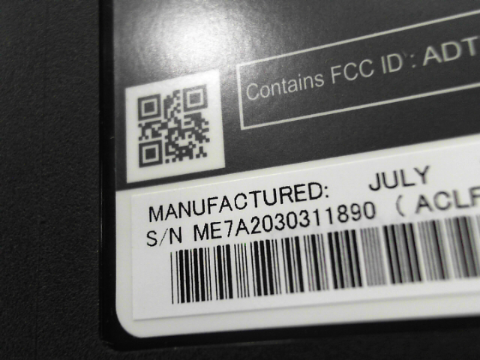 Contains FCC ID : ADT
MANUFACTURED: JULY
S/N ME7A2030311890 ( ACLF